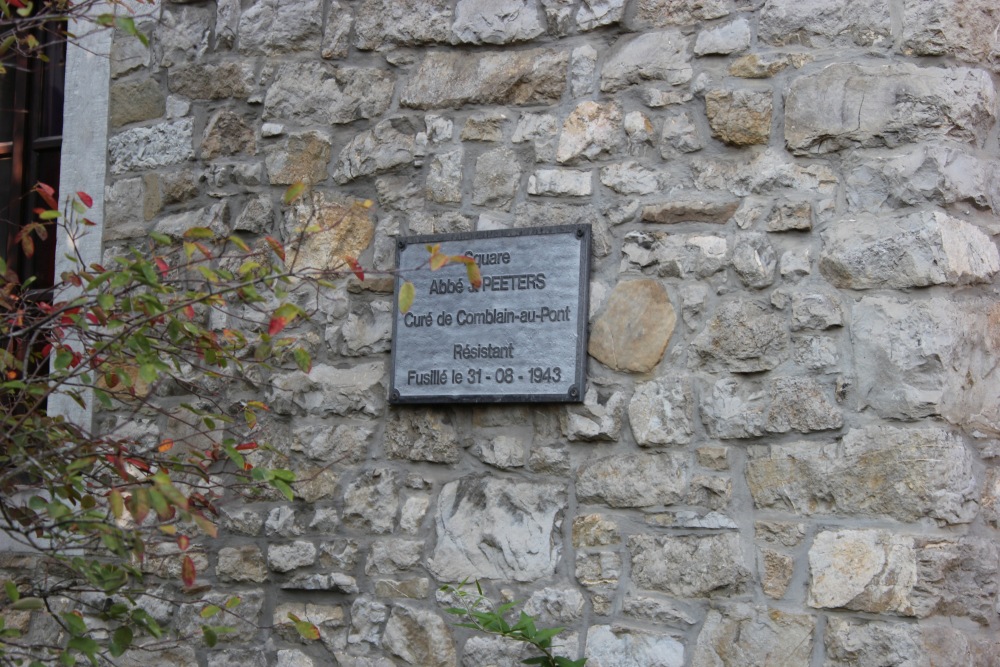 Square
Abbé J. PEETERS
Curé de Comblain-au-Pont
Résistant
Fusillé le 31 - 08 - 1943